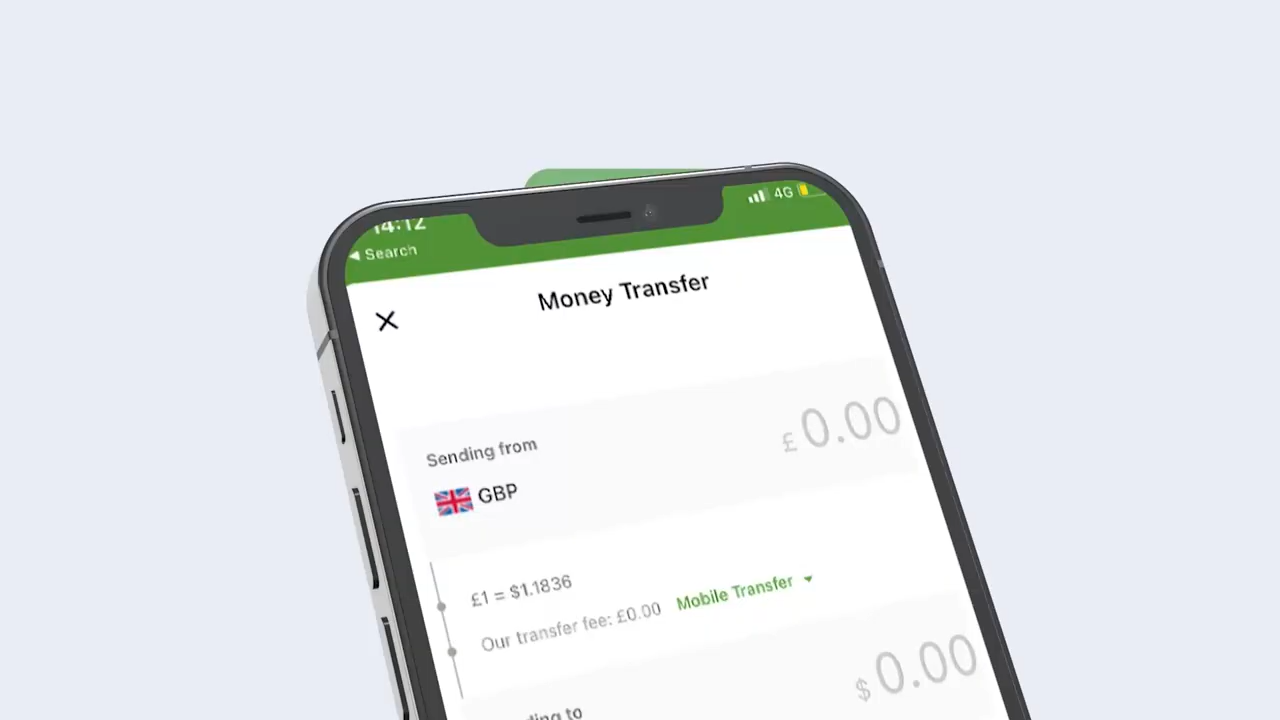 14:12
4G
Search
Money Transfer
Sending from
£ 0.00
GBP
£1 = $1.1836
Our transfer fee: £0.00 Mobile Transfer
$ 0.00
to